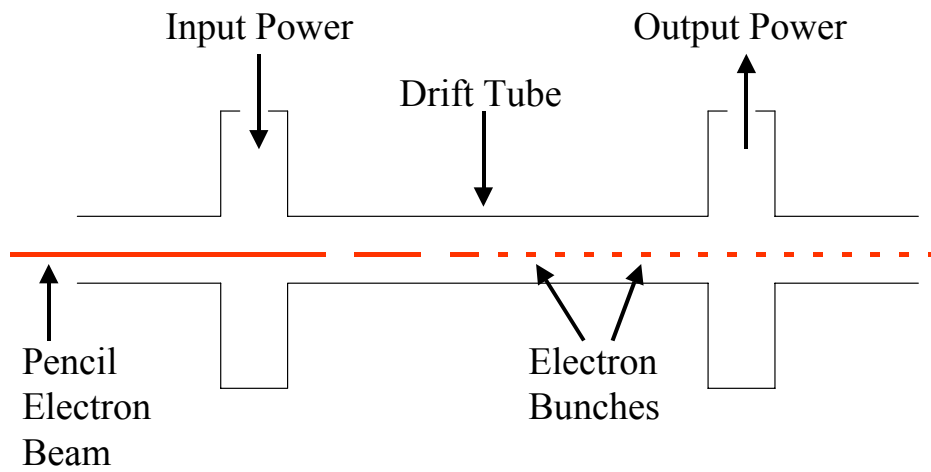 Input Power
Output Power
Drift Tube
Pencil
Electron
Beam
Electron
Bunches